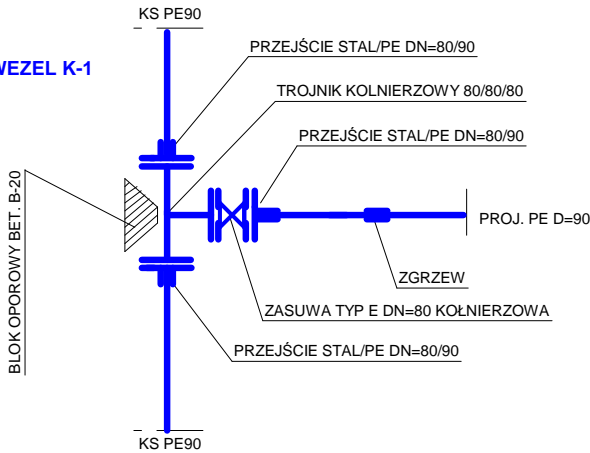 KS PE90
PRZEJŚCIE STAL/PE DN=80/90
WEZEL K-1
TROJNIK KOLNIERZOWY 80/80/80
PRZEJŚCIE STAL/PE DN=80/90
BLOK OPOROWY BET. B-20
PROJ. PE D=90
ZGRZEW
ZASUWA TYP E DN=80 KOŁNIERZOWA
PRZEJŚCIE STAL/PE DN=80/90
KS PE90